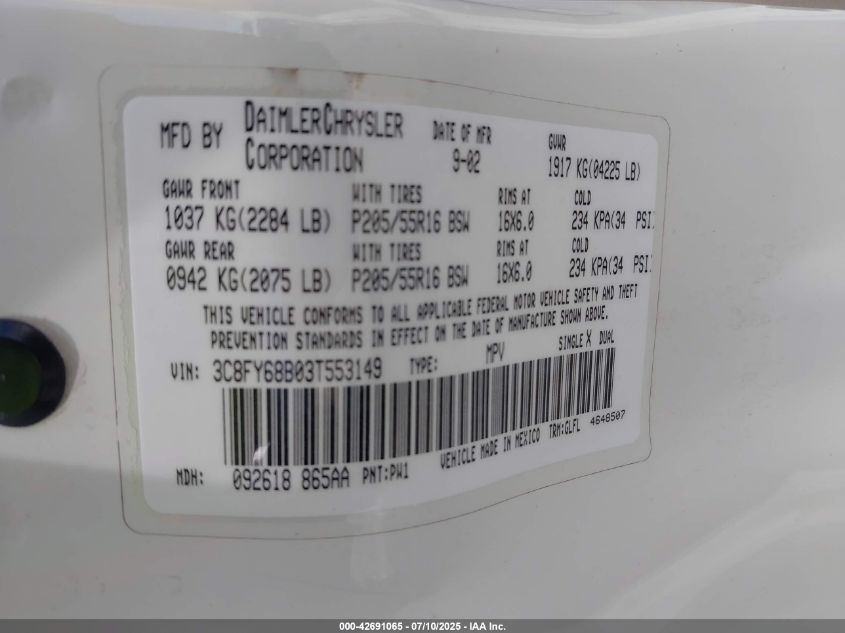 MFD BY DAIMLERCHRYSLER CORPORATION DATE OF MFR 9-02 GVWR 1917 KG(04225 LB)
GAWR FRONT WITH TIRES RIMS AT COLD
1037 KG(2284 LB) P205/55R16 BSW 16X6.0 234 KPA(34 PSI)
GAWR REAR WITH TIRES RIMS AT COLD
0942 KG(2075 LB) P205/55R16 BSW 16X6.0 234 KPA(34 PSI)
THIS VEHICLE CONFORMS TO ALL APPLICABLE FEDERAL MOTOR VEHICLE SAFETY AND THEFT
PREVENTION STANDARDS IN EFFECT ON THE DATE OF MANUFACTURE SHOWN ABOVE.
VIN: 3C8FY68B03T553149 TYPE: MPV SINGLE X DUAL
MDH: 092618 865AA PNT:PW1 VEHICLE MADE IN MEXICO TRM:GLFL 4648507
000-42691065 - 07/10/2025 - IAA Inc.